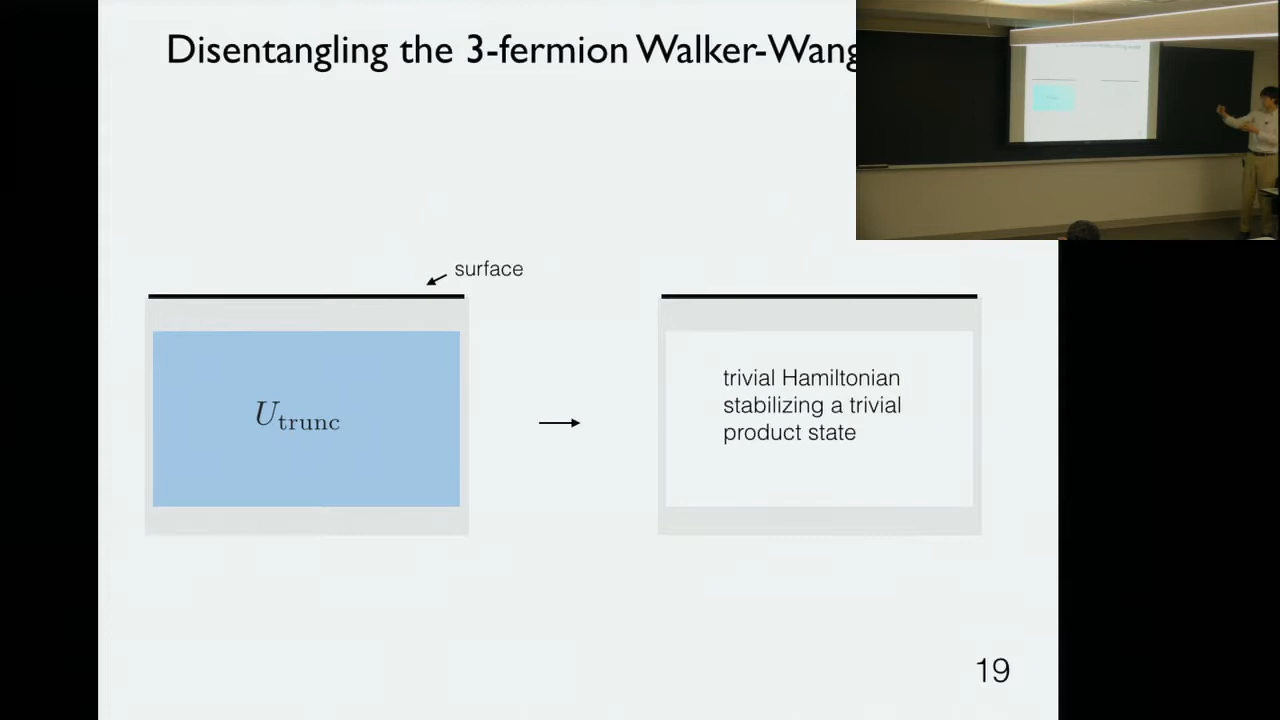 Disentangling the 3-fermion Walker-Wang
surface
U_trunc
trivial Hamiltonian
stabilizing a trivial
product state
19